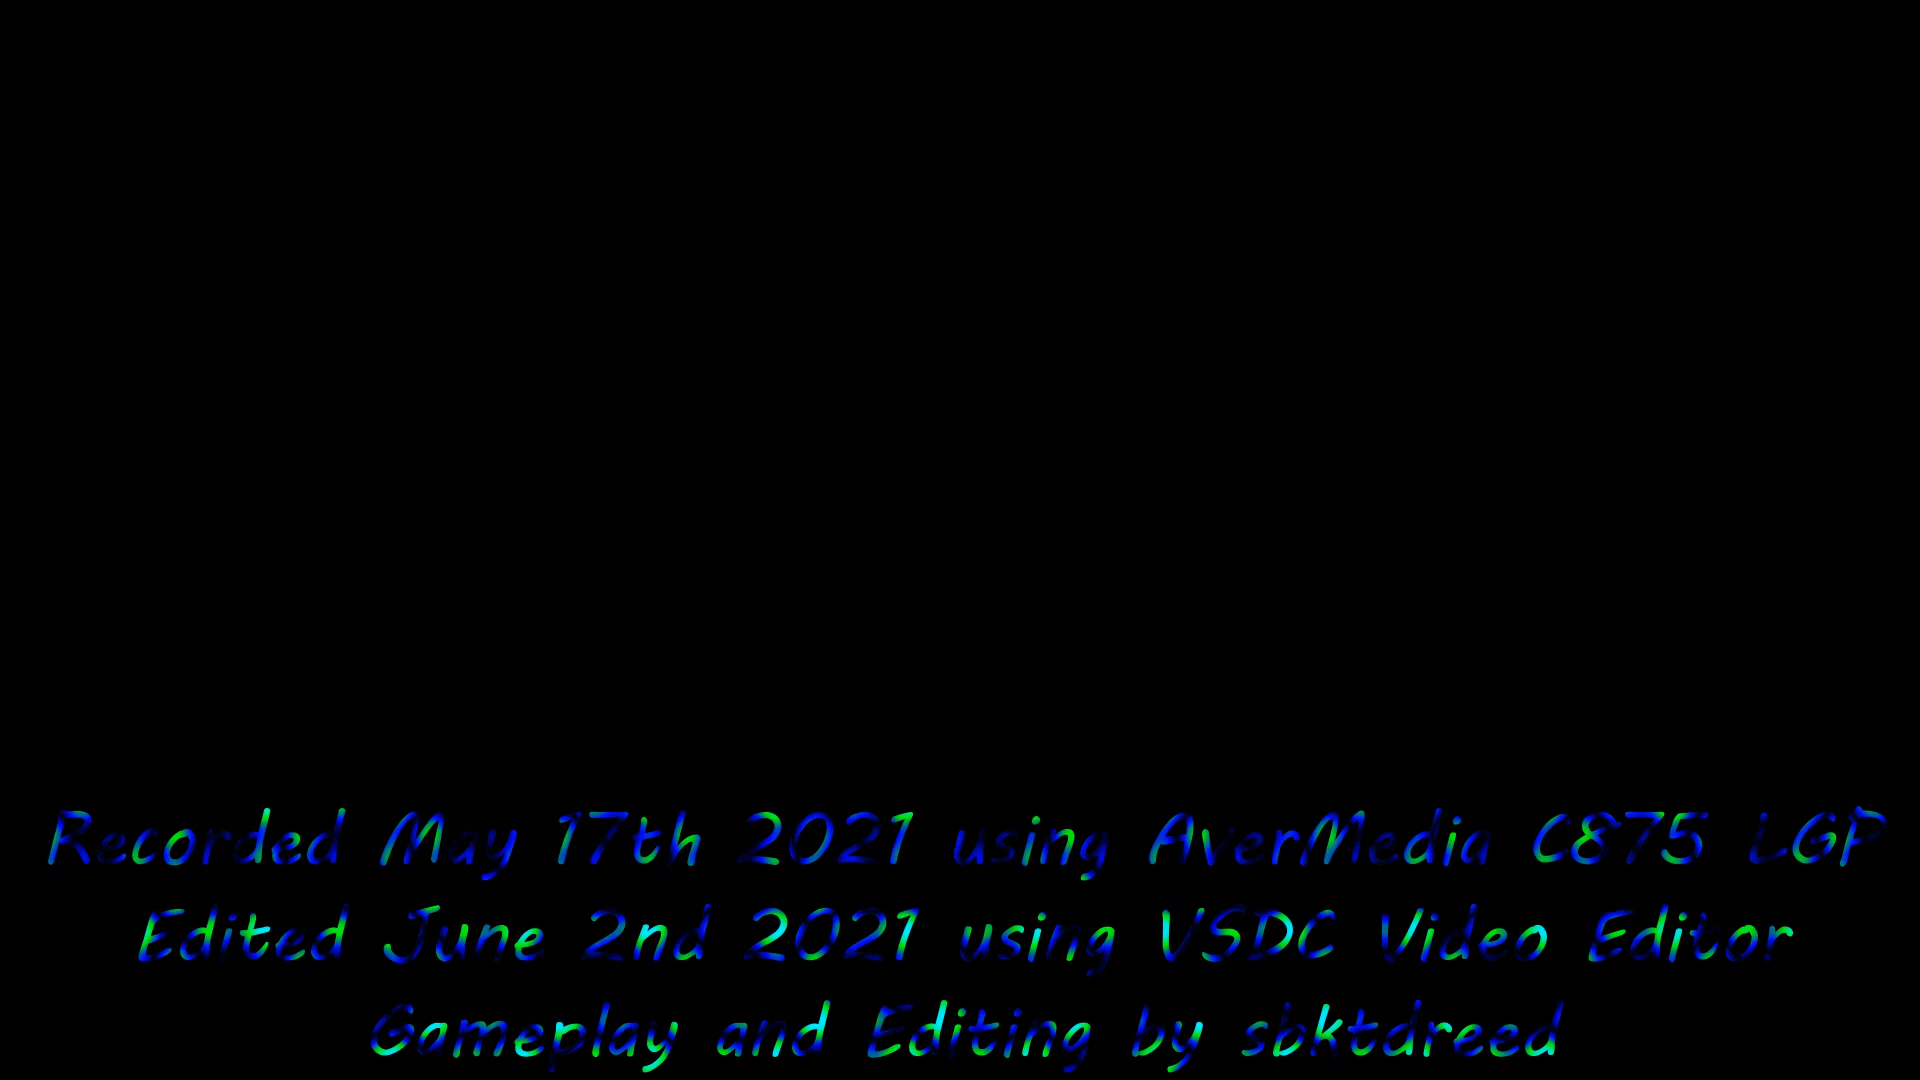 Recorded May 17th 2021 using AverMedia C875 LGP
Edited June 2nd 2021 using VSDC Video Editor
Gameplay and Editing by sbktdreed